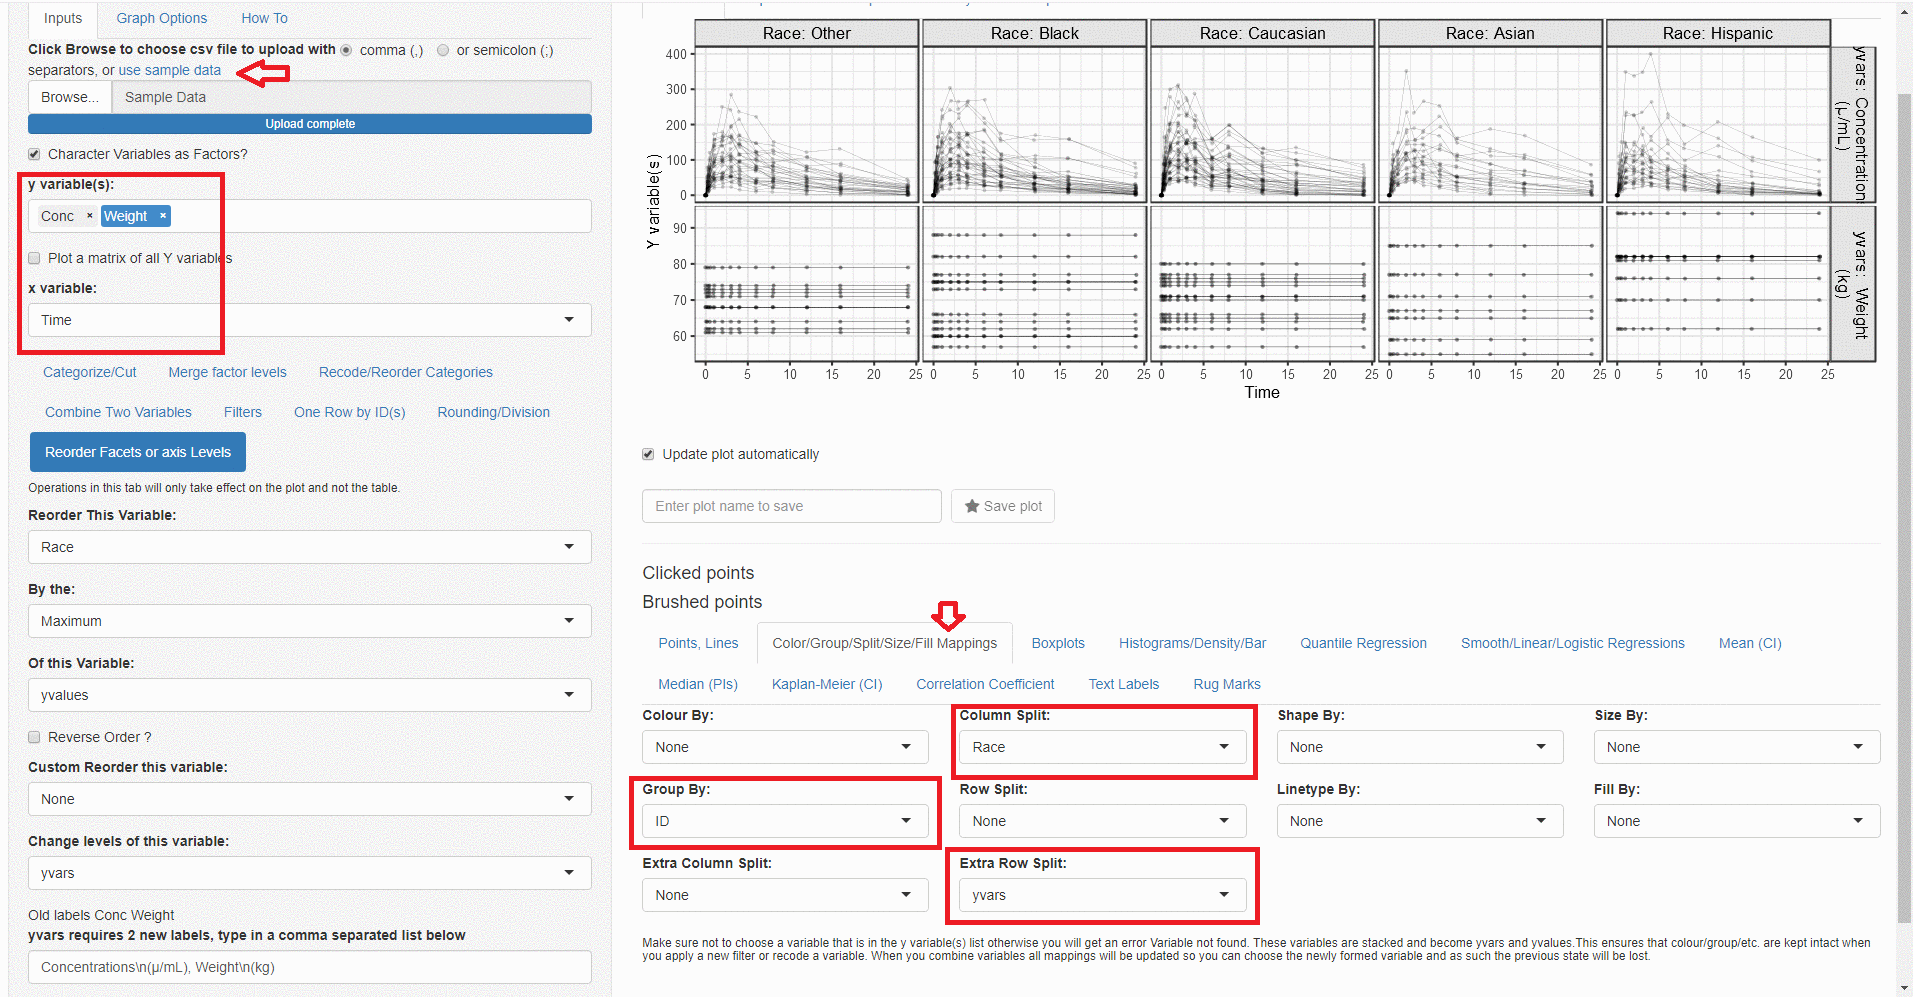 Inputs
Graph Options
How To
Click Browse to choose csv file to upload with comma (,) or semicolon (;)
separators, or use sample data
Browse...
Sample Data
Upload complete
Character Variables as Factors?
y variable(s):
Conc × Weight ×
Plot a matrix of all Y variables
x variable:
Time
Categorize/Cut
Merge factor levels
Recode/Reorder Categories
Combine Two Variables
Filters
One Row by ID(s)
Rounding/Division
Reorder Facets or axis Levels
Operations in this tab will only take effect on the plot and not the table.
Reorder This Variable:
Race
By the:
Maximum
Of this Variable:
yvalues
Reverse Order ?
Custom Reorder this variable:
None
Change levels of this variable:
yvars
Old labels Conc Weight
yvars requires 2 new labels, type in a comma separated list below
Concentrations\n(µ/mL), Weight\n(kg)
Race: Other
Race: Black
Race: Caucasian
Race: Asian
Race: Hispanic
400
300
200
100
0
yvars: Concentrations
(µ/mL)
Y variable(s)
90
80
70
60
yvars: Weight
(kg)
0 5 10 15 20 25
0 5 10 15 20 25
0 5 10 15 20 25
0 5 10 15 20 25
0 5 10 15 20 25
Time
Update plot automatically
Enter plot name to save
Save plot
Clicked points
Brushed points
Points, Lines
Color/Group/Split/Size/Fill Mappings
Boxplots
Histograms/Density/Bar
Quantile Regression
Smooth/Linear/Logistic Regressions
Mean (CI)
Median (PIs)
Kaplan-Meier (CI)
Correlation Coefficient
Text Labels
Rug Marks
Colour By:
Column Split:
Shape By:
Size By:
None
Race
None
None
Group By:
Row Split:
Linetype By:
Fill By:
ID
None
None
None
Extra Column Split:
Extra Row Split:
None
yvars
Make sure not to choose a variable that is in the y variable(s) list otherwise you will get an error Variable not found. These variables are stacked and become yvars and yvalues.This ensures that colour/group/etc. are kept intact when
you apply a new filter or recode a variable. When you combine variables all mappings will be updated so you can choose the newly formed variable and as such the previous state will be lost.